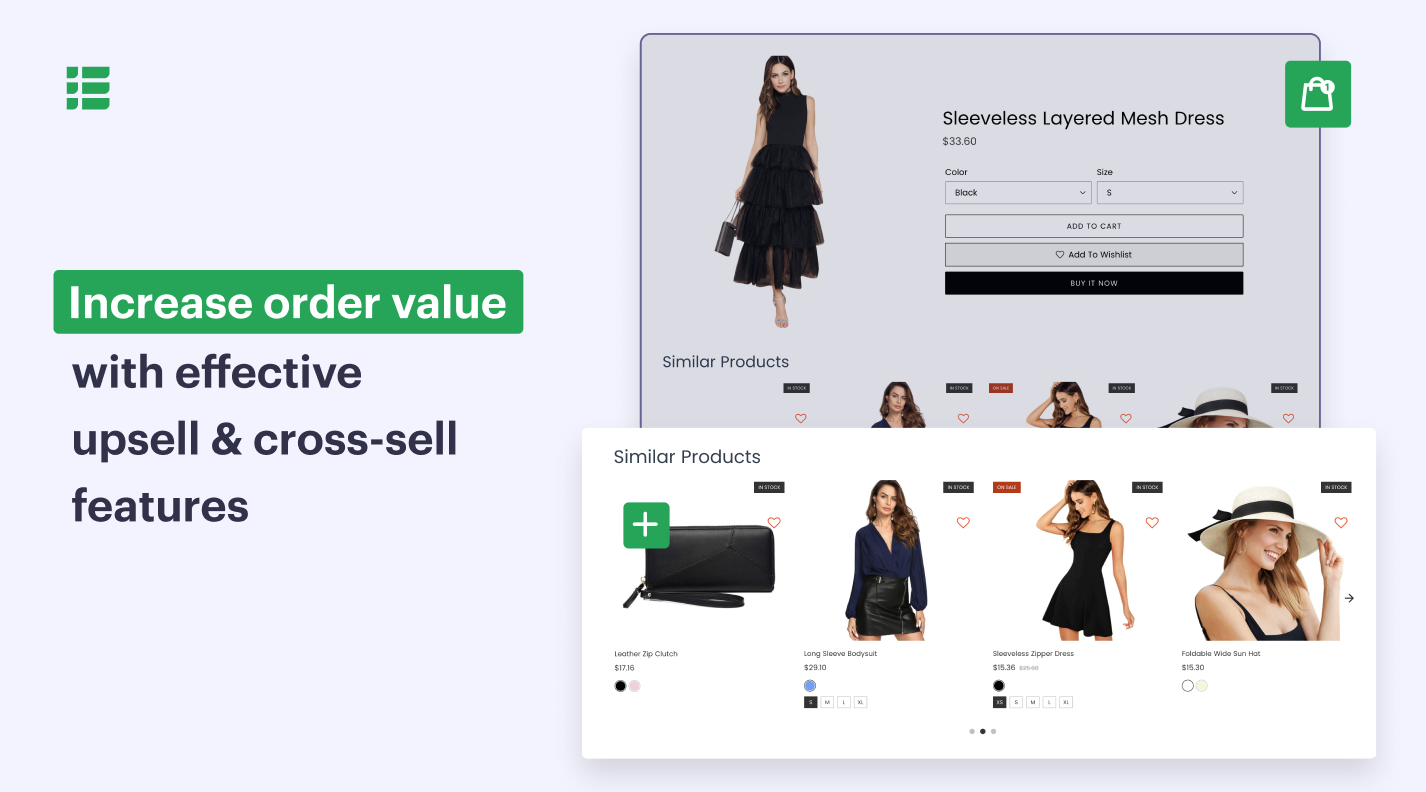 Increase order value
with effective
upsell & cross-sell
features
1
Sleeveless Layered Mesh Dress
$33.60
Color Size
Black S
ADD TO CART
Add To Wishlist
BUY IT NOW
Similar Products
IN STOCK IN STOCK ON SALE IN STOCK IN STOCK
Similar Products
IN STOCK IN STOCK ON SALE IN STOCK IN STOCK
Leather Zip Clutch Long Sleeve Bodysuit Sleeveless Zipper Dress Foldable Wide Sun Hat
$17.16 $29.10 $15.36 $25.60 $15.30
S M L XL XS S M L XL